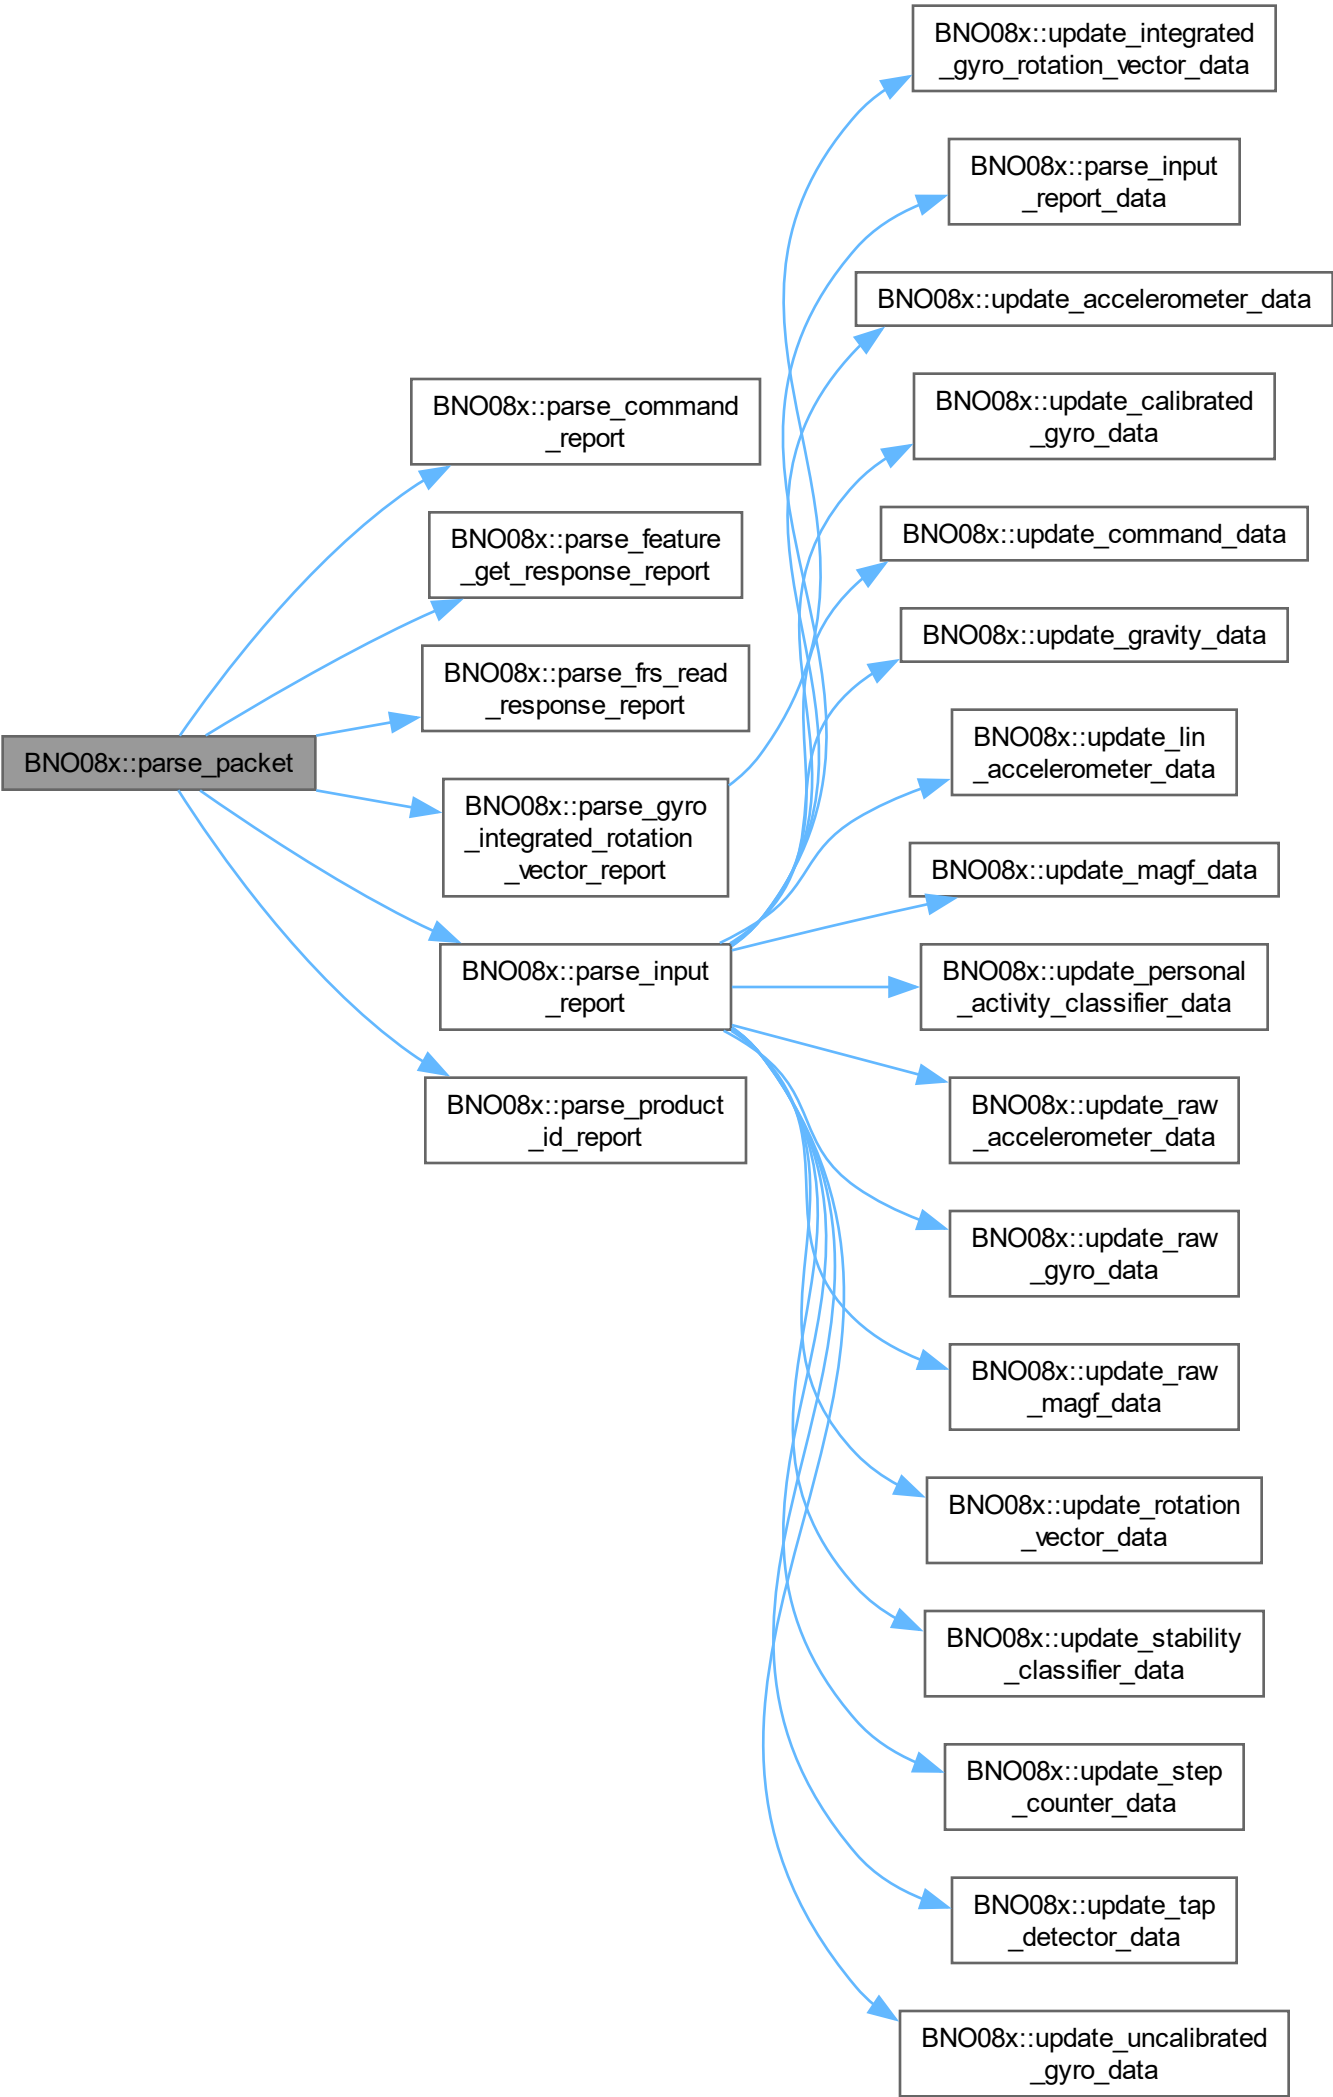 BNO08x::parse_packet
BNO08x::parse_command
_report
BNO08x::parse_feature
_get_response_report
BNO08x::parse_frs_read
_response_report
BNO08x::parse_gyro
_integrated_rotation
_vector_report
BNO08x::parse_input
_report
BNO08x::parse_product
_id_report
BNO08x::update_integrated
_gyro_rotation_vector_data
BNO08x::parse_input
_report_data
BNO08x::update_accelerometer_data
BNO08x::update_calibrated
_gyro_data
BNO08x::update_command_data
BNO08x::update_gravity_data
BNO08x::update_lin
_accelerometer_data
BNO08x::update_magf_data
BNO08x::update_personal
_activity_classifier_data
BNO08x::update_raw
_accelerometer_data
BNO08x::update_raw
_gyro_data
BNO08x::update_raw
_magf_data
BNO08x::update_rotation
_vector_data
BNO08x::update_stability
_classifier_data
BNO08x::update_step
_counter_data
BNO08x::update_tap
_detector_data
BNO08x::update_uncalibrated
_gyro_data